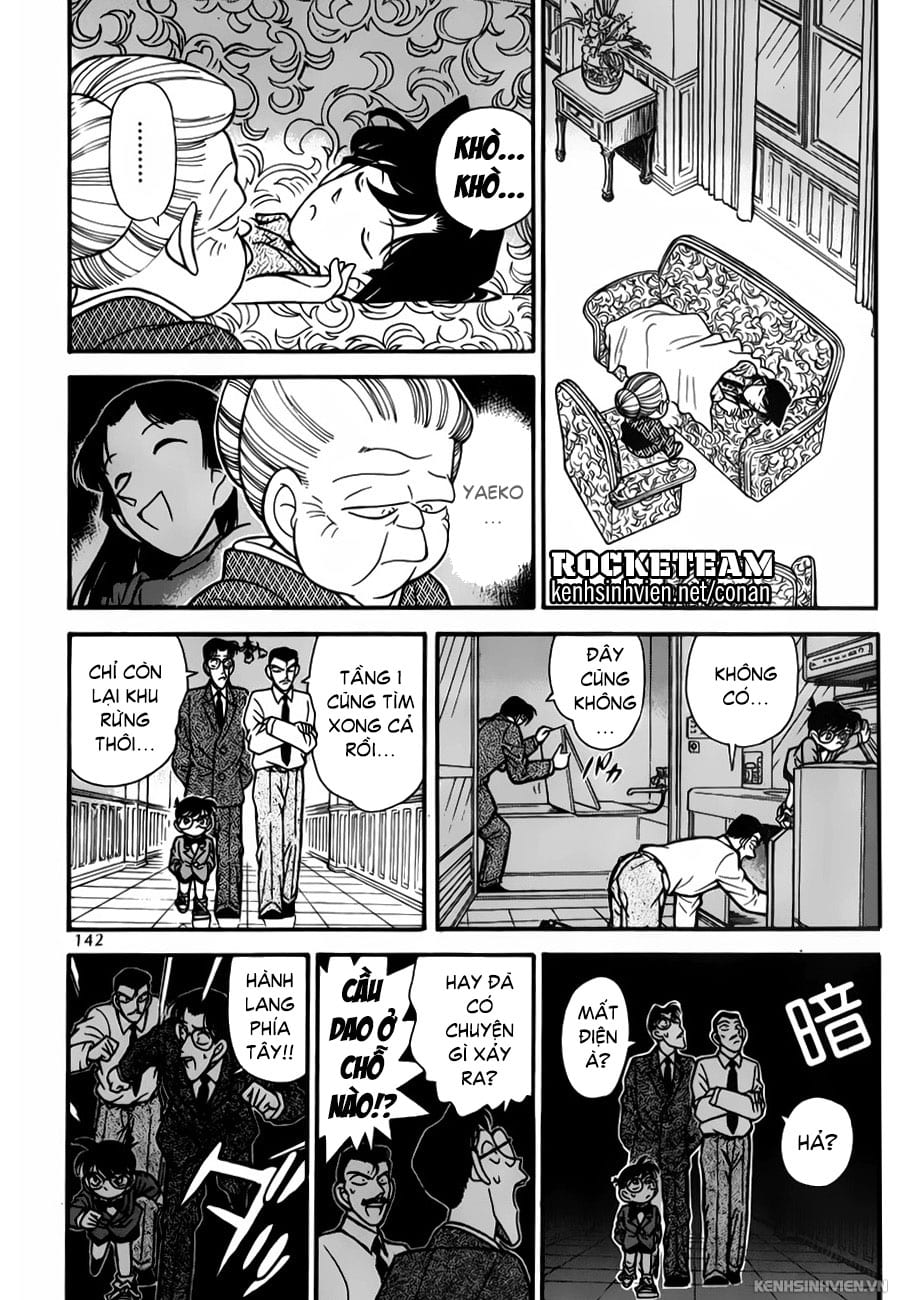 KHÒ...
KHÒ...
.......
YAEKO
...
ROCKETEAM
kenhsinhvien.net/conan
KHÔNG
CÓ...
ĐÂY
CŨNG
KHÔNG
...
TẦNG 1
CŨNG TÌM
XONG CẢ
RỒI...
CHỈ CÒN
LẠI KHU
RỪNG
THÔI...
142
暗
HẢ?
MẤT
ĐIỆN
À?
HAY ĐÃ
CÓ
CHUYỆN
GÌ XẢY
RA?
CẦU
DAO Ở
CHỖ
NÀO!?
HÀNH
LANG
PHÍA
TÂY!!
KENHSINHVIEN.VN